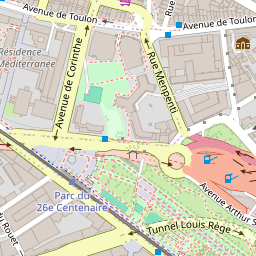 Avenue de Toulon
Avenue de Toulon
Rue
Résidence
Méditerranée
Avenue de Corinthe
Rue Menpenti
Parc du
26e Centenaire
Avenue Arthur S
Tunnel Louis Rège
du Rouet